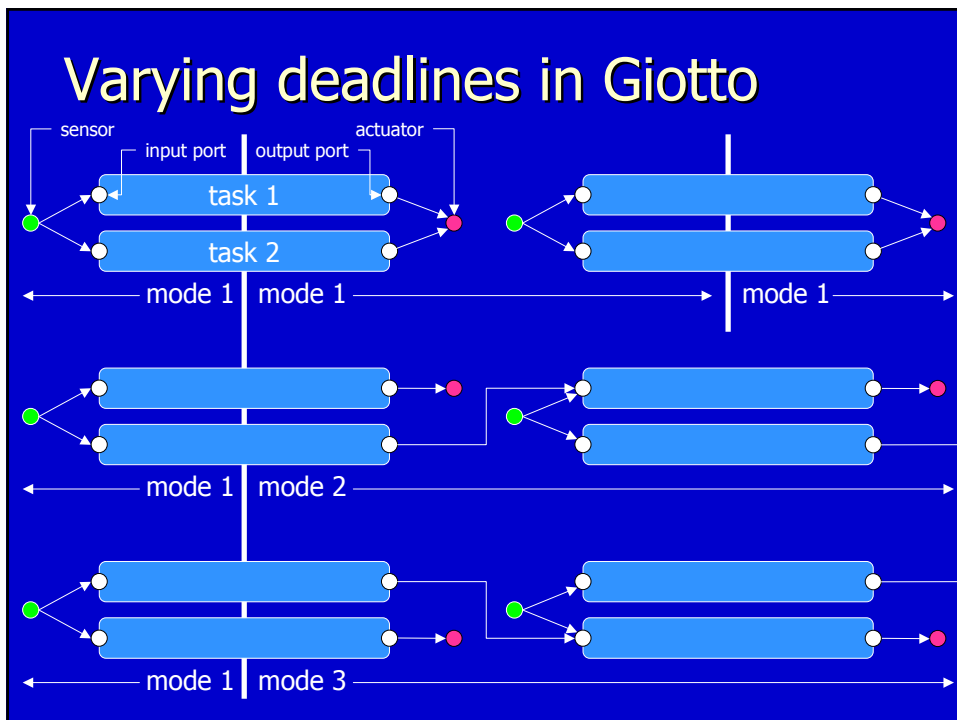 Varying deadlines in Giotto
sensor actuator
input port output port
task 1
task 2
mode 1 mode 1 mode 1
mode 1 mode 2
mode 1 mode 3